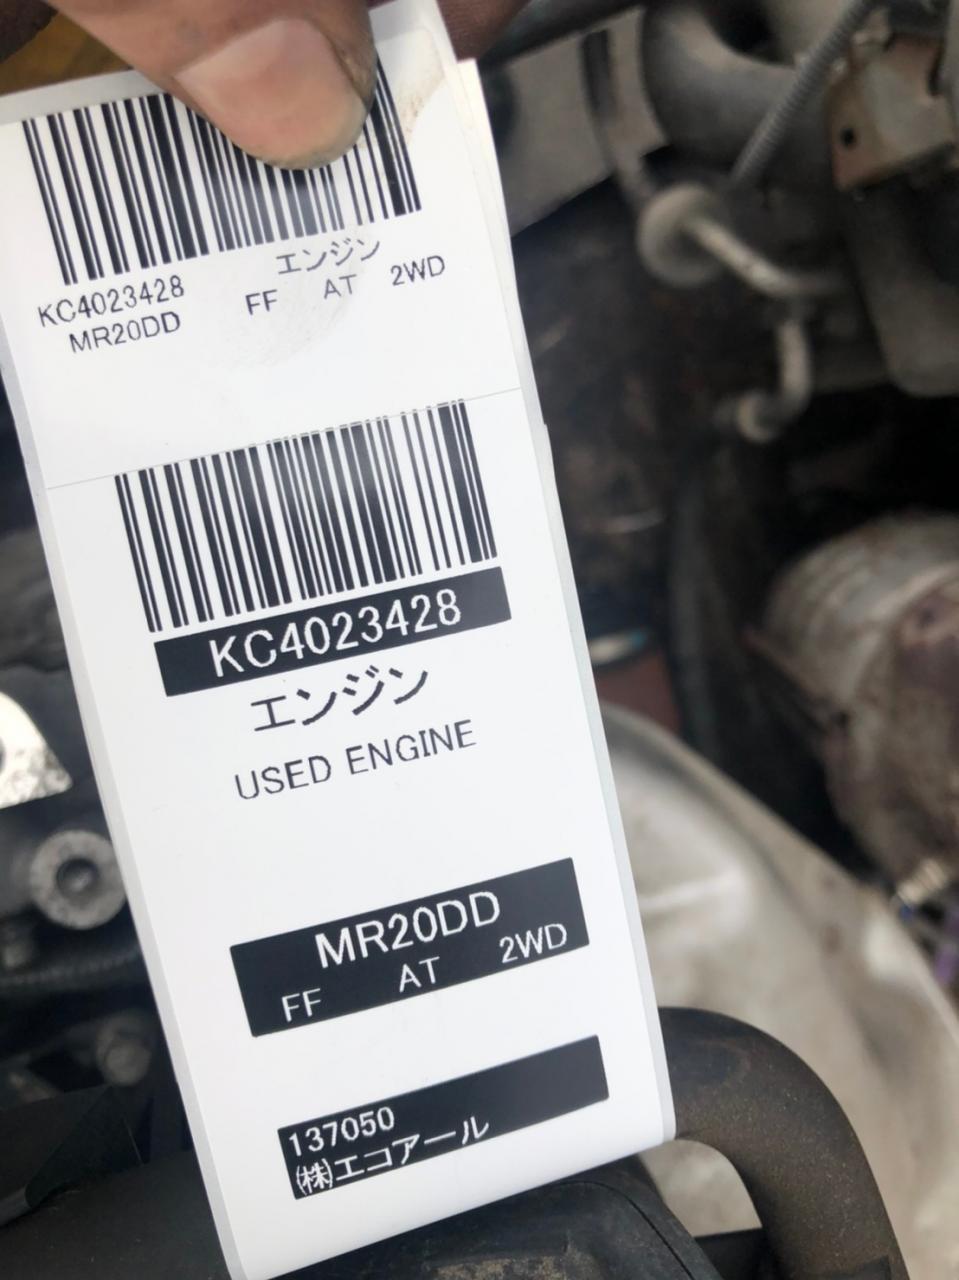 エンジン
KC4023428
FF AT 2WD
MR20DD
KC4023428
エンジン
USED ENGINE
MR20DD
FF AT 2WD
137050
㈱エコアール